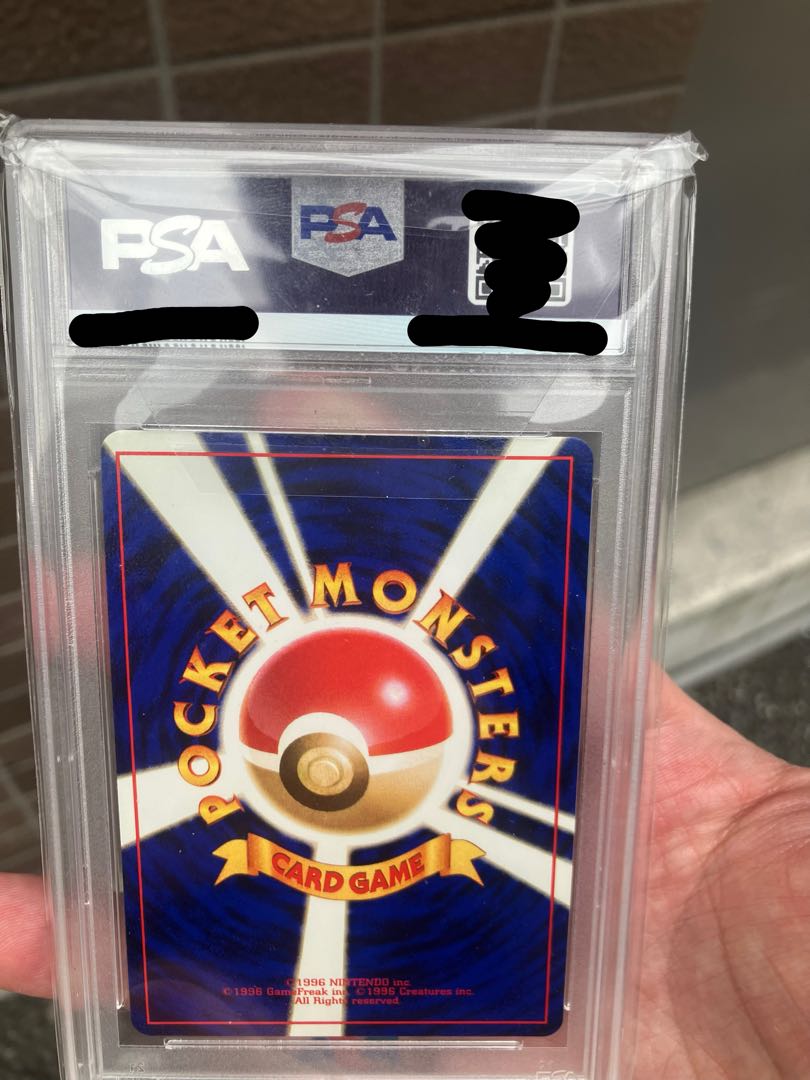 PSA
PSA
POCKET MONSTERS
CARD GAME
©1996 NINTENDO inc.
©1996 GameFreak inc. ©1996 Creatures inc.
All Rights reserved.